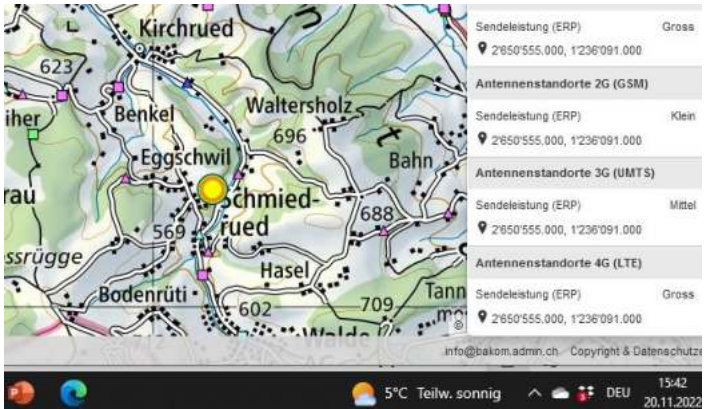 Kirchrued
623
iher
Benkel
Waltersholz
696
Eggschwil
Bahn
rau
Schmied-
rued
688
569
ssrügge
Hasel
Bodenrüti
602
709
Tann
Walde
Sendeleistung (ERP) Gross
2'650'555.000, 1'236'091.000
Antennenstandorte 2G (GSM)
Sendeleistung (ERP) Klein
2'650'555.000, 1'236'091.000
Antennenstandorte 3G (UMTS)
Sendeleistung (ERP) Mittel
2'650'555.000, 1'236'091.000
Antennenstandorte 4G (LTE)
Sendeleistung (ERP) Gross
2'650'555.000, 1'236'091.000
©
info@bakom.admin.ch Copyright & Datenschutze
5°C Teilw. sonnig DEU 15:42
20.11.2022